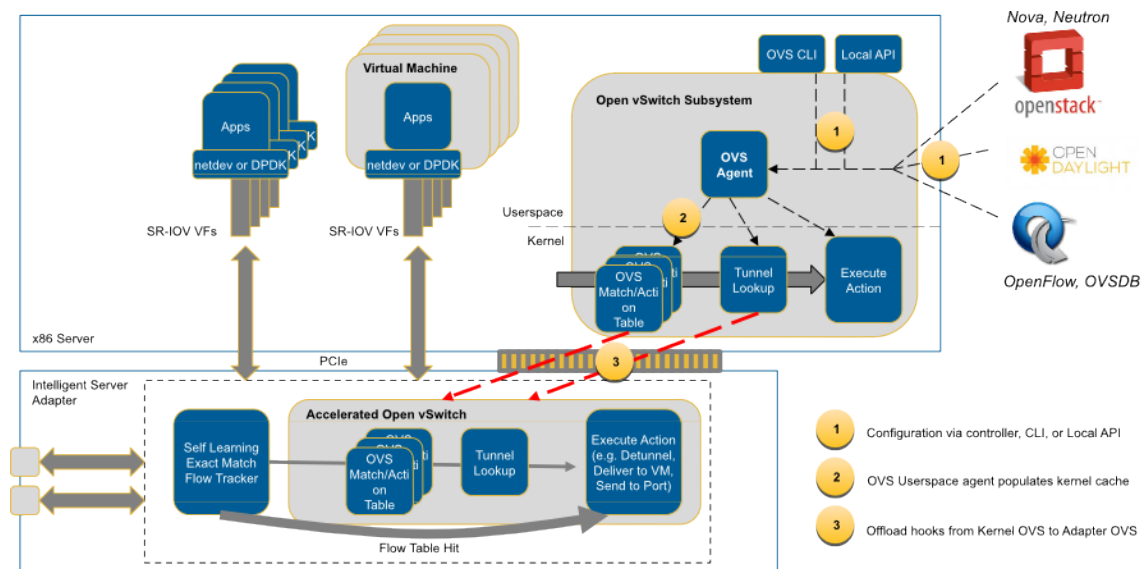 Nova, Neutron
openstack™
OPEN
DAYLIGHT
OpenFlow, OVSDB
OVS CLI
Local API
Virtual Machine
Apps
netdev or DPDK
K
K
K
SR-IOV VFs
Apps
netdev or DPDK
SR-IOV VFs
Open vSwitch Subsystem
1
1
OVS
Agent
2
Userspace
Kernel
OVS
OVS
OVS
Match/Acti
on
Table
Tunnel
Lookup
Execute
Action
x86 Server
PCIe
3
Intelligent Server
Adapter
Accelerated Open vSwitch
Self Learning
Exact Match
Flow Tracker
OVS
OVS
OVS
Match/Acti
on
Table
Tunnel
Lookup
Execute Action
(e.g. Detunnel,
Deliver to VM,
Send to Port)
Flow Table Hit
1
Configuration via controller, CLI, or Local API
2
OVS Userspace agent populates kernel cache
3
Offload hooks from Kernel OVS to Adapter OVS